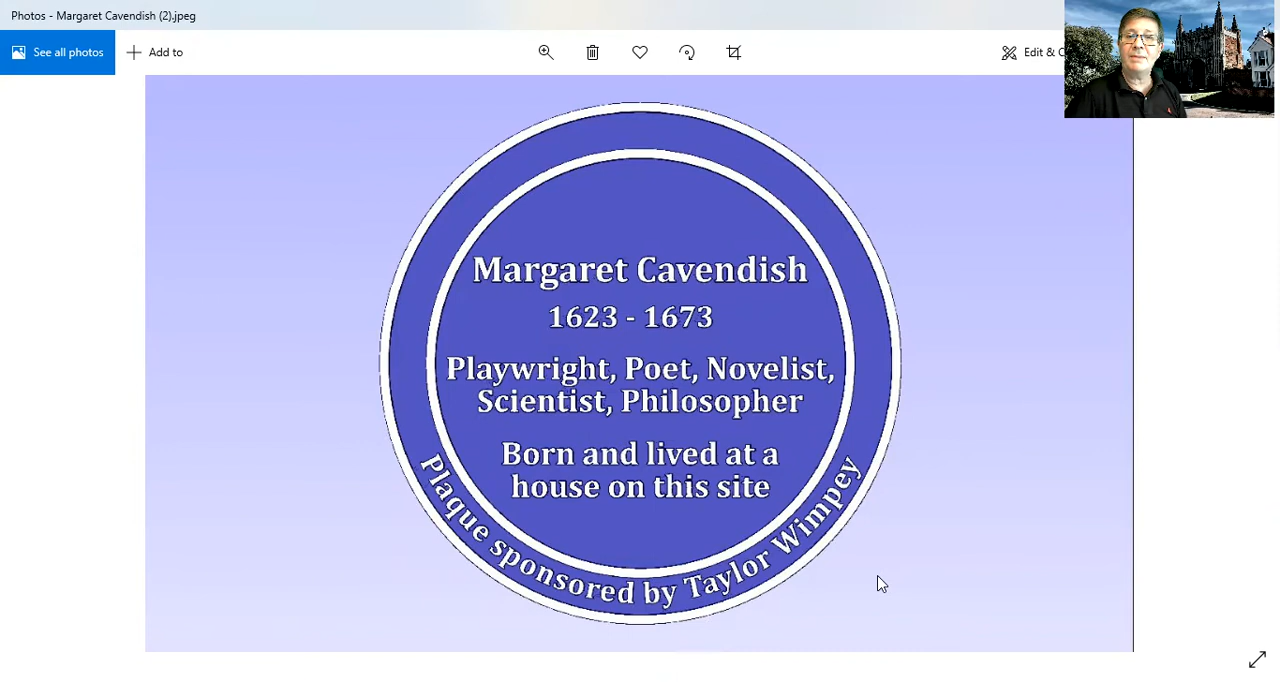 Photos - Margaret Cavendish (2).jpeg
See all photos
Add to
Edit &
Margaret Cavendish
1623 - 1673
Playwright, Poet, Novelist,
Scientist, Philosopher
Born and lived at a
house on this site
Plaque sponsored by Taylor Wimpey